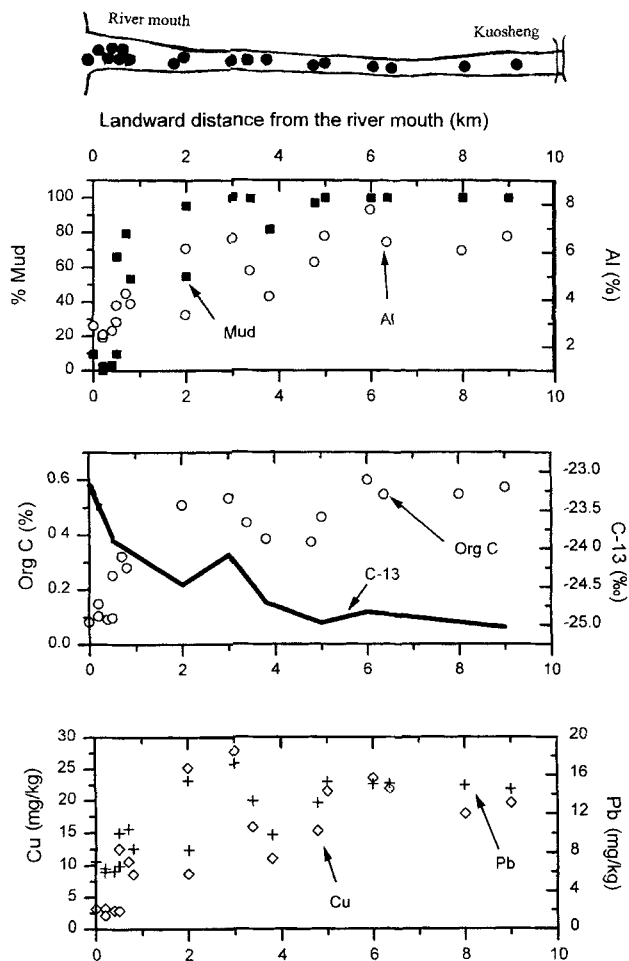 River mouth
Kuosheng
Landward distance from the river mouth (km)
0 2 4 6 8 10
100
80
60
40
20
0
% Mud
8
6
4
2
Al (%)
Mud
Al
0 2 4 6 8 10
0.6
0.4
0.2
0.0
Org C (%)
-23.0
-23.5
-24.0
-24.5
-25.0
C-13 (‰)
Org C
C-13
0 2 4 6 8 10
30
25
20
15
10
5
0
Cu (mg/kg)
20
16
12
8
4
0
Pb (mg/kg)
Pb
Cu
0 2 4 6 8 10